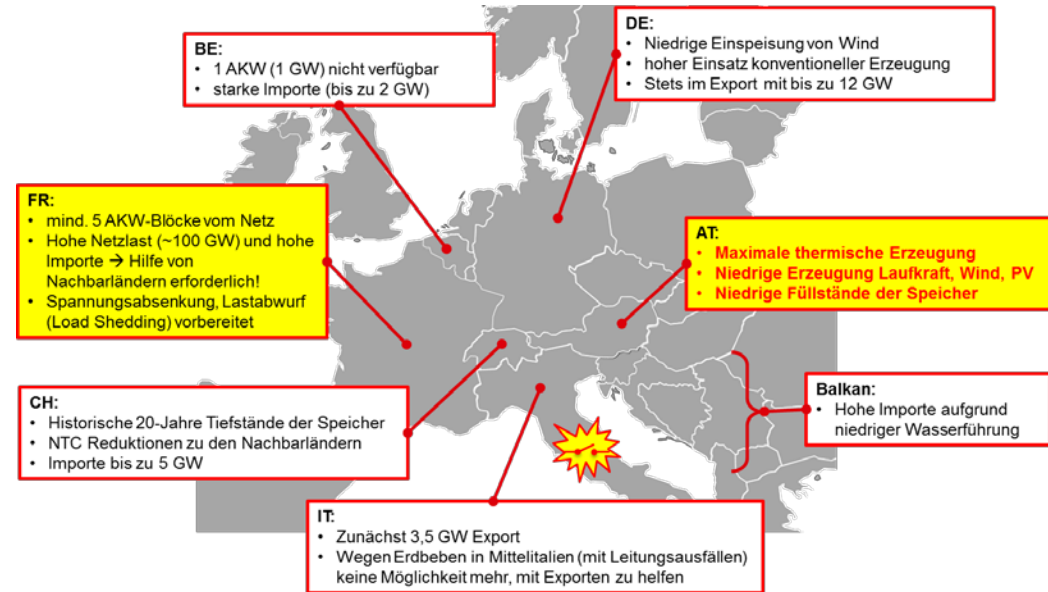 BE:
• 1 AKW (1 GW) nicht verfügbar
• starke Importe (bis zu 2 GW)
DE:
• Niedrige Einspeisung von Wind
• hoher Einsatz konventioneller Erzeugung
• Stets im Export mit bis zu 12 GW
FR:
• mind. 5 AKW-Blöcke vom Netz
• Hohe Netzlast (~100 GW) und hohe
Importe → Hilfe von
Nachbarländern erforderlich!
• Spannungsabsenkung, Lastabwurf
(Load Shedding) vorbereitet
AT:
• Maximale thermische Erzeugung
• Niedrige Erzeugung Laufkraft, Wind, PV
• Niedrige Füllstände der Speicher
CH:
• Historische 20-Jahre Tiefstände der Speicher
• NTC Reduktionen zu den Nachbarländern
• Importe bis zu 5 GW
Balkan:
• Hohe Importe aufgrund
niedriger Wasserführung
IT:
• Zunächst 3,5 GW Export
• Wegen Erdbeben in Mittelitalien (mit Leitungsausfällen)
keine Möglichkeit mehr, mit Exporten zu helfen